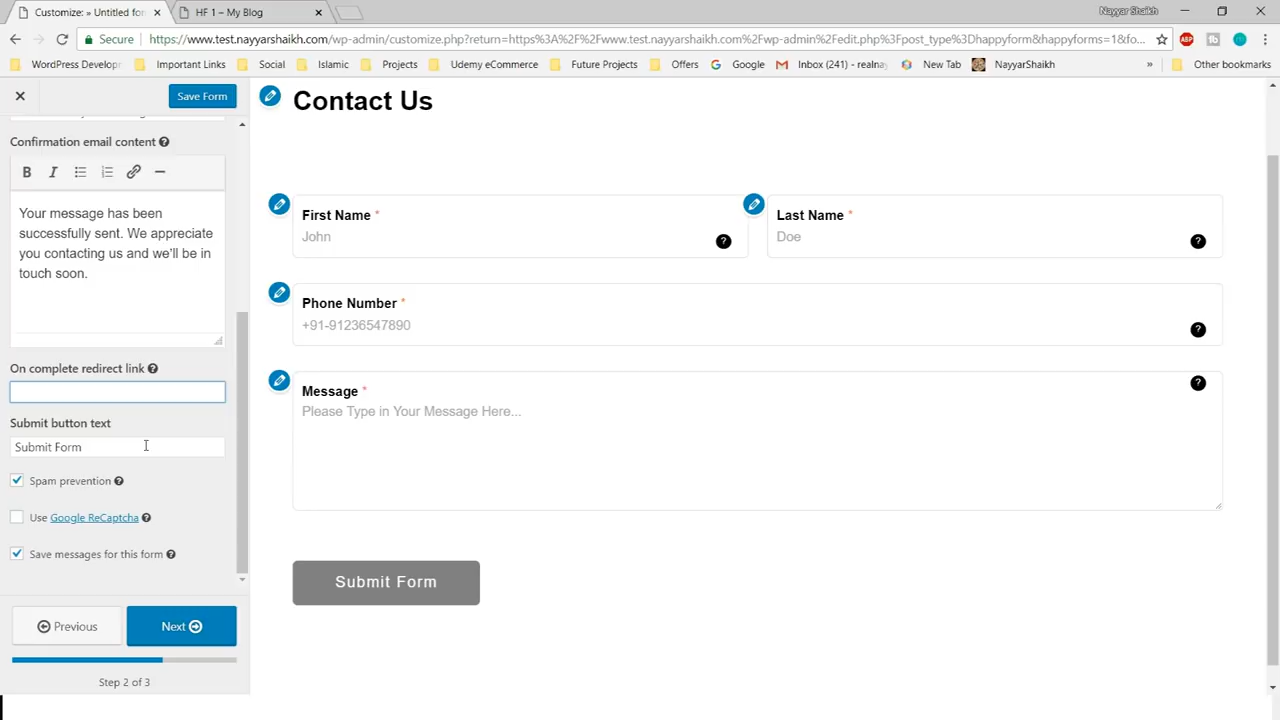 Customize: » Untitled for
HF 1 – My Blog
Nayyar Shaikh
Secure
https://www.test.nayyarshaikh.com/wp-admin/customize.php?return=https%3A%2F%2Fwww.test.nayyarshaikh.com%2Fwp-admin%2Fedit.php%3Fpost_type%3Dhappyform&happyforms=1&fo...
WordPress Develop
Important Links
Social
Islamic
Projects
Udemy eCommerce
Future Projects
Offers
Google
Inbox (241) - realnay
New Tab
NayyarShaikh
»
Other bookmarks
Save Form
Contact Us
Confirmation email content
B I
Your message has been
successfully sent. We appreciate
you contacting us and we'll be in
touch soon.
On complete redirect link
Submit button text
Submit Form
Spam prevention
Use Google ReCaptcha
Save messages for this form
Previous
Next
Step 2 of 3
First Name *
John
Last Name *
Doe
Phone Number *
+91-91236547890
Message *
Please Type in Your Message Here...
Submit Form